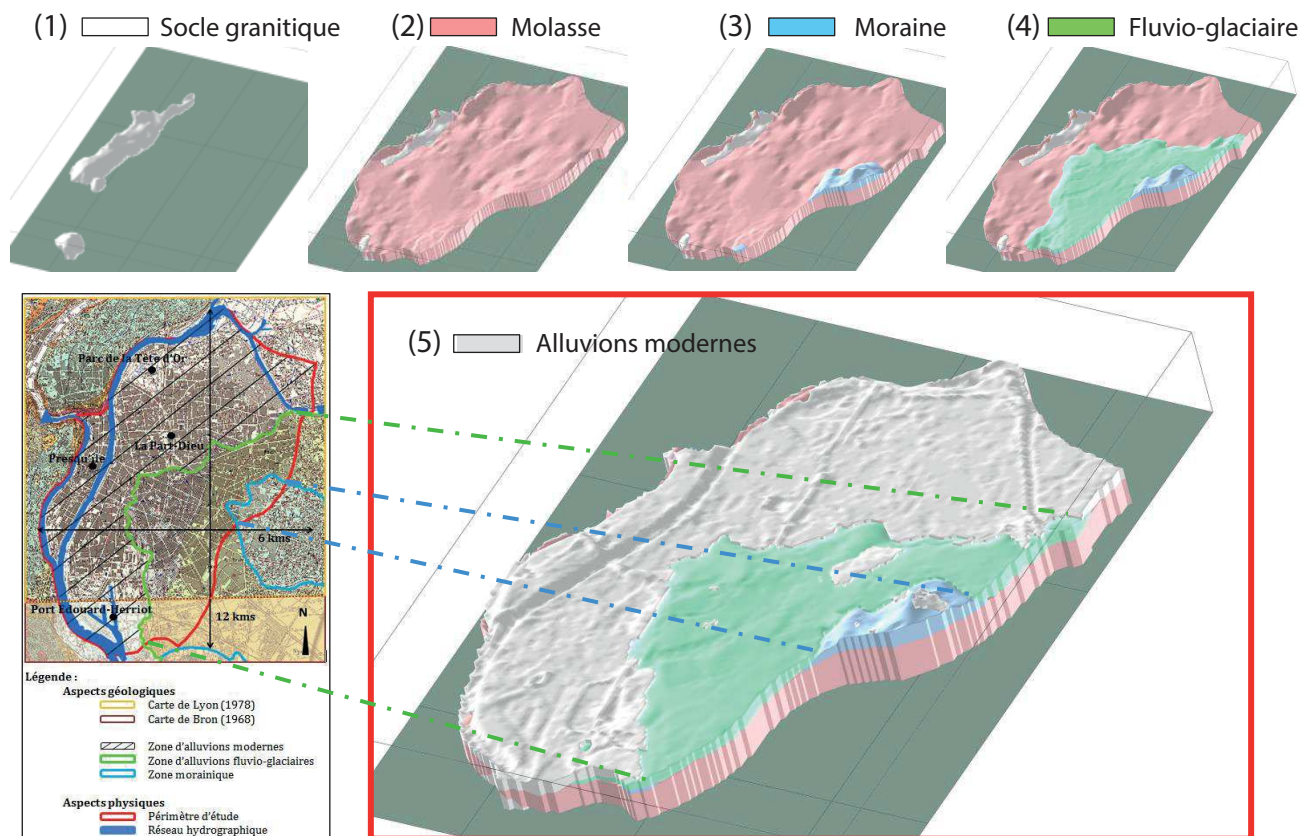 (1) Socle granitique
(2) Molasse
(3) Moraine
(4) Fluvio-glaciaire
(5) Alluvions modernes
Parc de la Tête d'Or
La Part-Dieu
Presqu'île
6 kms
Port Edouard-Herriot
12 kms
N
Légende :
Aspects géologiques
Carte de Lyon (1978)
Carte de Bron (1968)
Zone d'alluvions modernes
Zone d'alluvions fluvio-glaciaires
Zone morainique
Aspects physiques
Périmètre d'étude
Réseau hydrographique